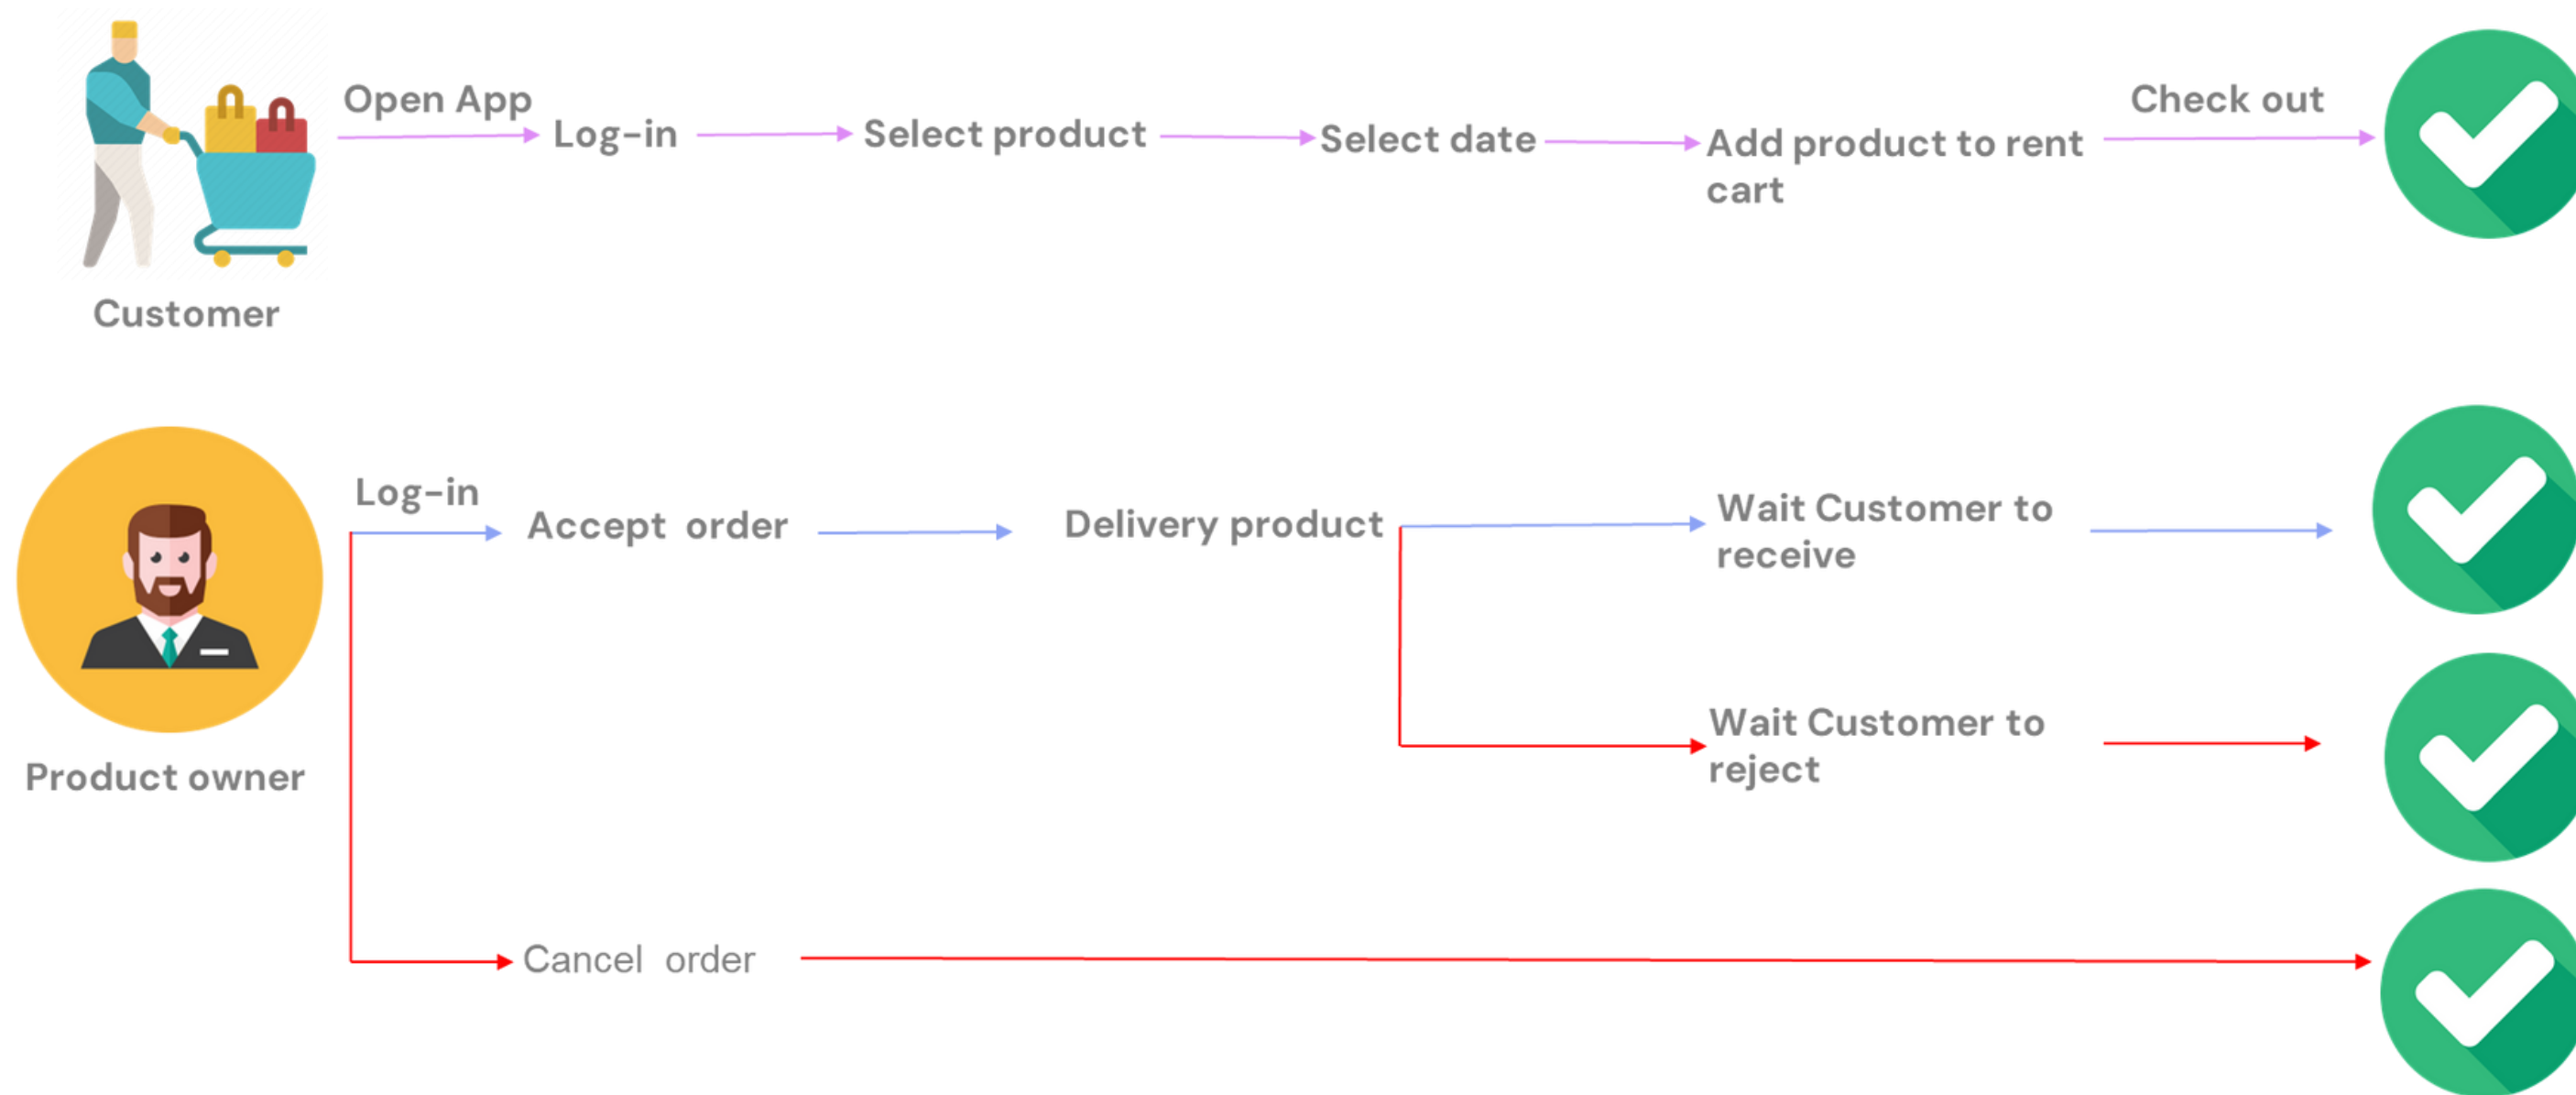 Open App
Log-in
Select product
Select date
Add product to rent
cart
Check out
Customer
Log-in
Accept order
Delivery product
Wait Customer to
receive
Wait Customer to
reject
Product owner
Cancel order